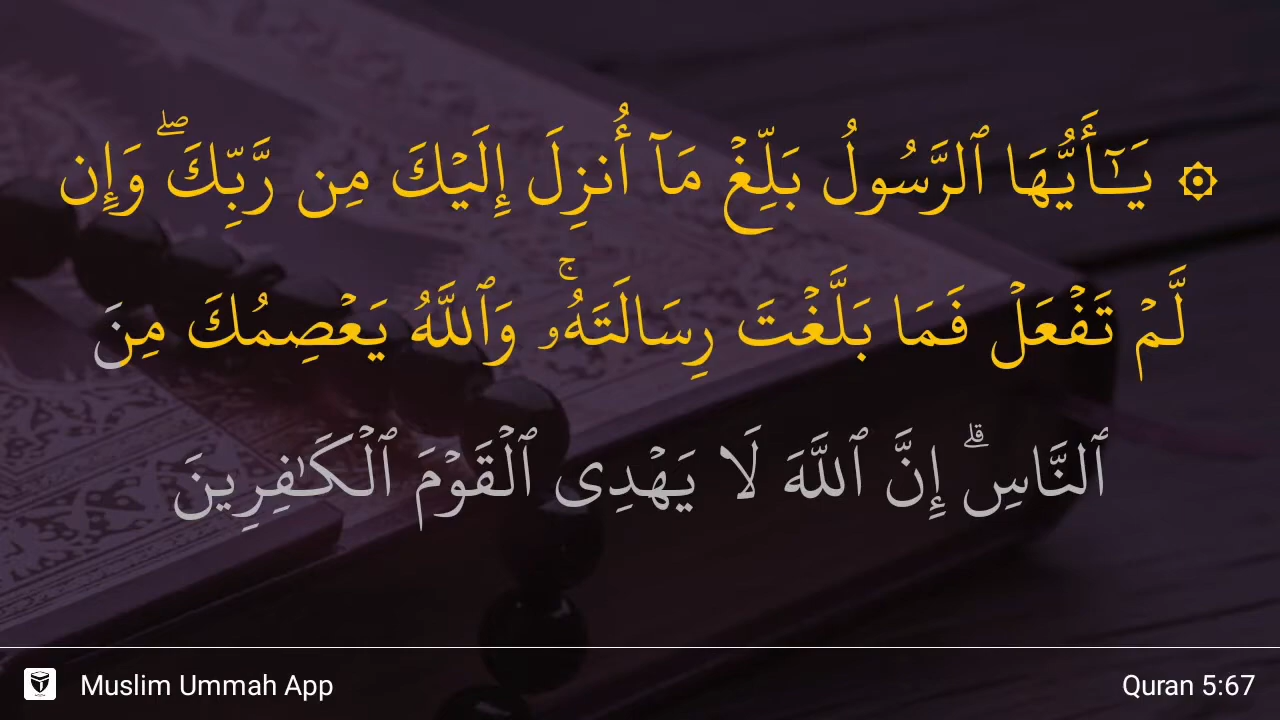 ۞ يَـٰٓأَيُّهَا ٱلرَّسُولُ بَلِّغْ مَآ أُنزِلَ إِلَيْكَ مِن رَّبِّكَ ۖ وَإِن
لَّمْ تَفْعَلْ فَمَا بَلَّغْتَ رِسَالَتَهُۥ ۚ وَٱللَّهُ يَعْصِمُكَ مِنَ
ٱلنَّاسِ ۗ إِنَّ ٱللَّهَ لَا يَهْدِى ٱلْقَوْمَ ٱلْكَـٰفِرِينَ
Muslim Ummah App
Quran 5:67